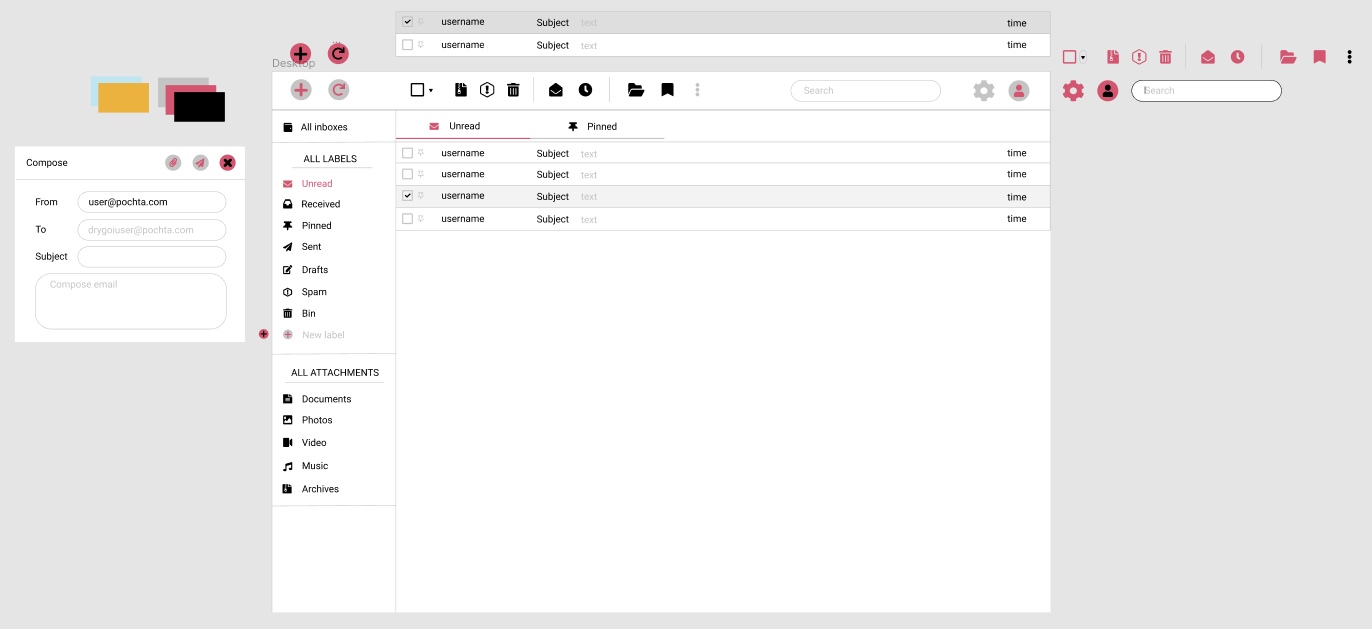 username Subject text time
username Subject text time
Desktop
Search
Search
Compose
From user@pochta.com
To drygoiuser@pochta.com
Subject
Compose email
All inboxes
ALL LABELS
Unread
Received
Pinned
Sent
Drafts
Spam
Bin
New label
ALL ATTACHMENTS
Documents
Photos
Video
Music
Archives
Unread Pinned
username Subject text time
username Subject text time
username Subject text time
username Subject text time